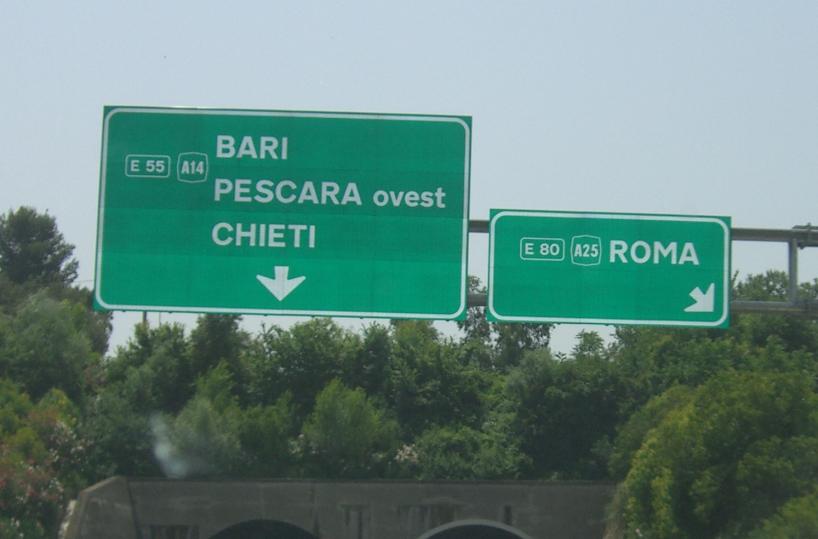 BARI
E 55 A14
PESCARA ovest
CHIETI
E 80 A25 ROMA